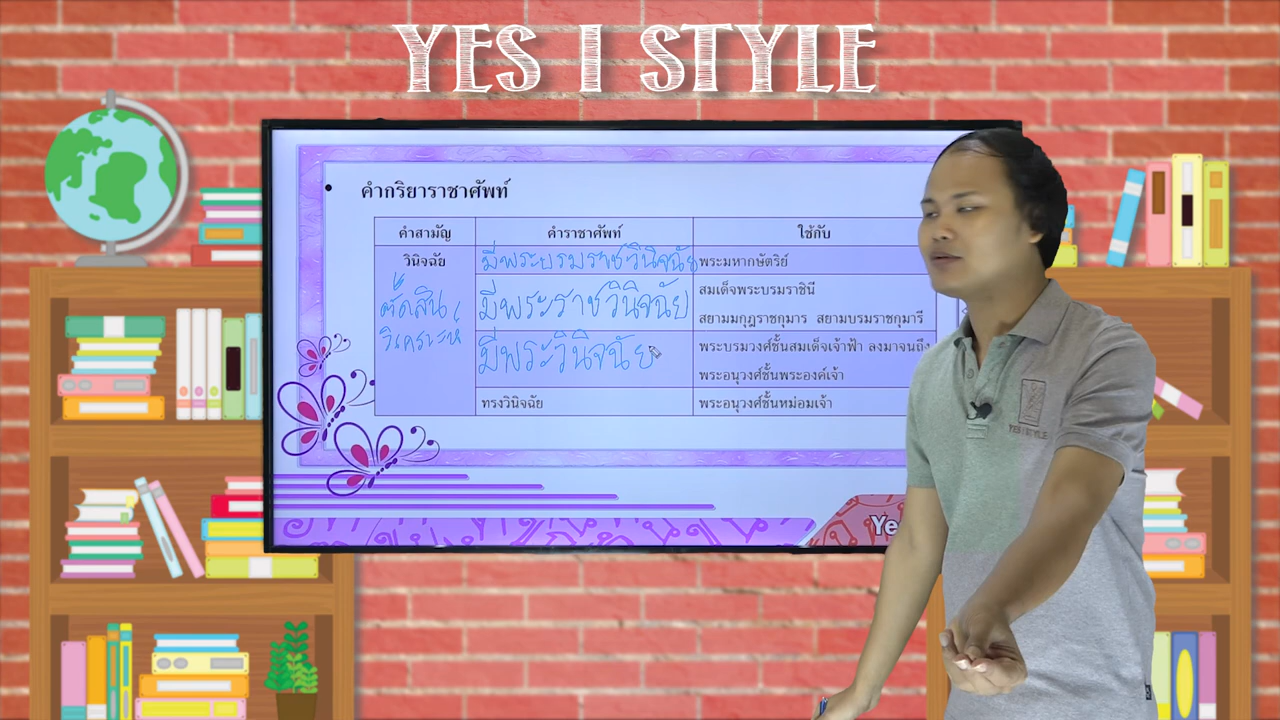 YES I STYLE
• คำกริยาราชาศัพท์
คำสามัญ คำราชาศัพท์ ใช้กับ
วินิจฉัย มีพระบรมราชวินิจฉัย พระมหากษัตริย์
ตัดสิน มีพระราชวินิจฉัย สมเด็จพระบรมราชินี
สยามมกุฎราชกุมาร สยามบรมราชกุมารี
วิเคราะห์ มีพระวินิจฉัย พระบรมวงศ์ชั้นสมเด็จเจ้าฟ้า ลงมาจนถึง
พระอนุวงศ์ชั้นพระองค์เจ้า
ทรงวินิจฉัย พระอนุวงศ์ชั้นหม่อมเจ้า
YES I STYLE
Ye